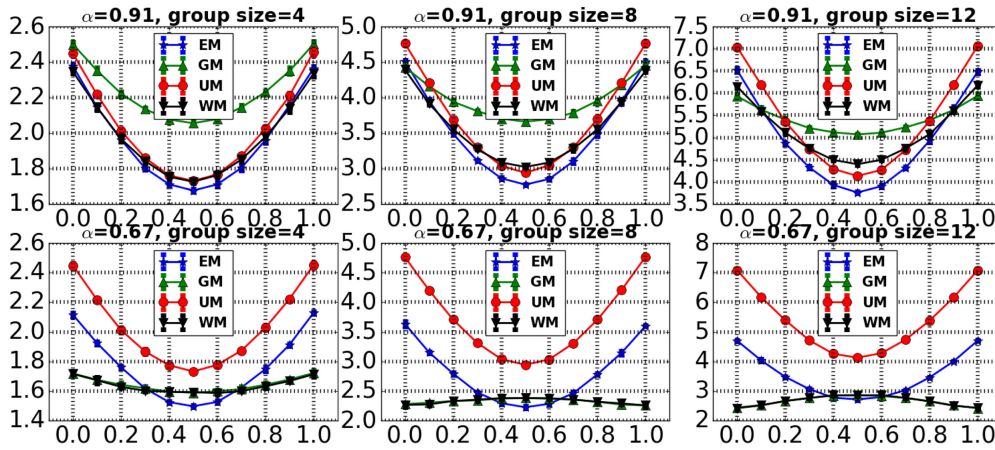 α=0.91, group size=4
α=0.91, group size=8
α=0.91, group size=12
2.6
2.4
2.2
2.0
1.8
1.6
0.0 0.2 0.4 0.6 0.8 1.0
EM
GM
UM
WM
5.0
4.5
4.0
3.5
3.0
2.5
0.0 0.2 0.4 0.6 0.8 1.0
EM
GM
UM
WM
7.5
7.0
6.5
6.0
5.5
5.0
4.5
4.0
3.5
0.0 0.2 0.4 0.6 0.8 1.0
EM
GM
UM
WM
α=0.67, group size=4
α=0.67, group size=8
α=0.67, group size=12
2.6
2.4
2.2
2.0
1.8
1.6
1.4
0.0 0.2 0.4 0.6 0.8 1.0
EM
GM
UM
WM
5.0
4.5
4.0
3.5
3.0
2.5
2.0
0.0 0.2 0.4 0.6 0.8 1.0
EM
GM
UM
WM
8
7
6
5
4
3
2
0.0 0.2 0.4 0.6 0.8 1.0
EM
GM
UM
WM